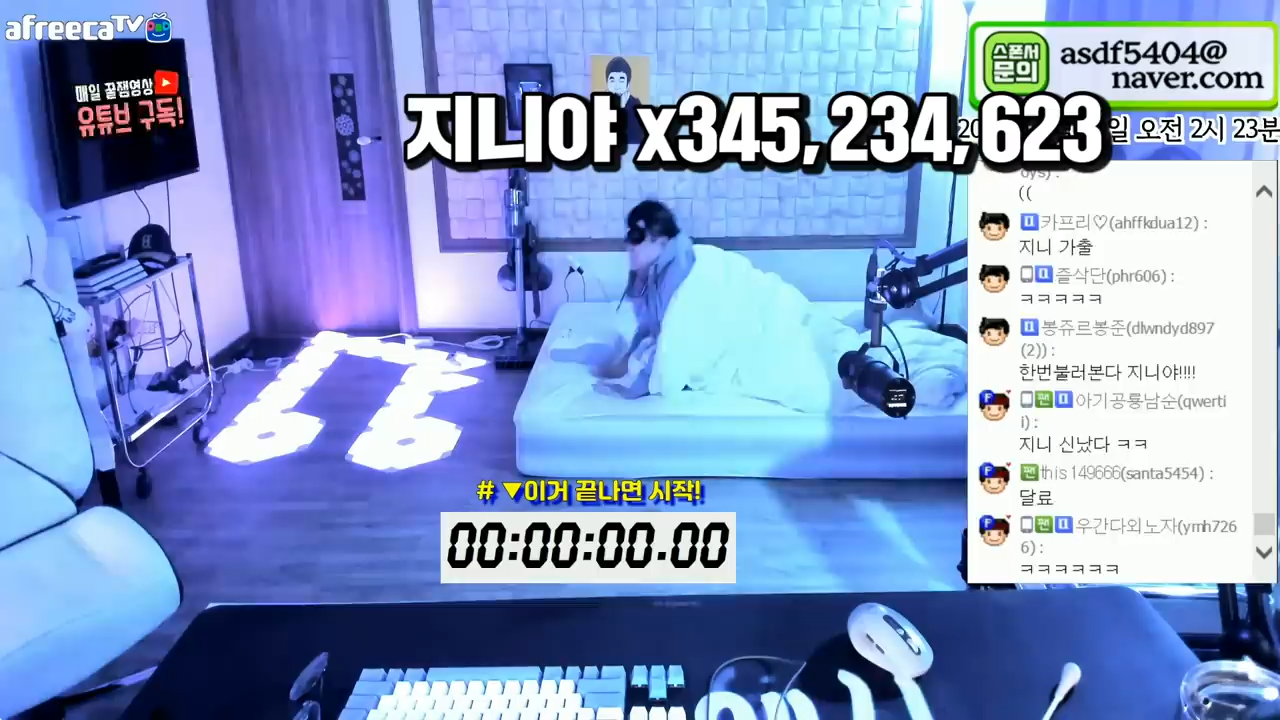 afreecaTV
매일 꿀잼영상
유튜브 구독!
지니야 x345,234,623
스폰서
문의
asdf5404@
naver.com
일 오전 2시 23분
((
카프리♡(ahffkdua12) :
지니 가출
즐삭단(phr606) :
ㅋㅋㅋㅋㅋ
봉쥬르봉준(dlwndyd897
(2)) :
한번불러본다 지니야!!!!
팬 아기공룡남순(qwerti
i) :
지니 신났다 ㅋㅋ
팬 this149666(santa5454) :
달료
팬 우간다외노자(ymh726
6) :
ㅋㅋㅋㅋㅋㅋ
# ▼이거 끝나면 시작!
00:00:00.00